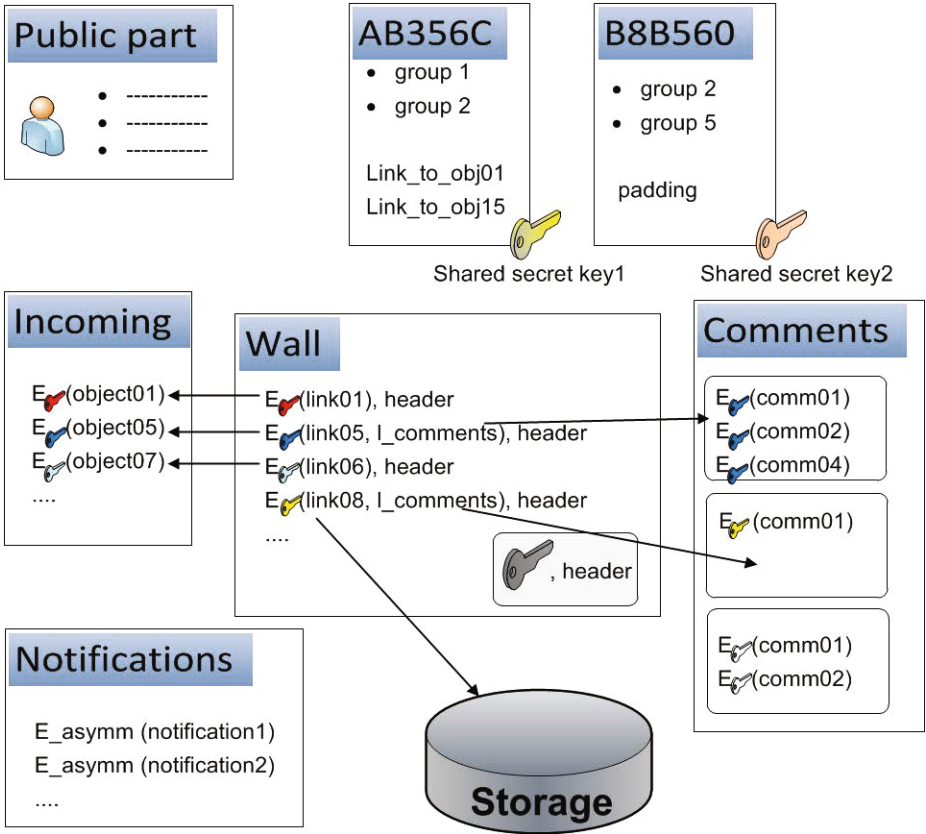 Public part
• -----------
• -----------
• -----------
AB356C
• group 1
• group 2
Link_to_obj01
Link_to_obj15
Shared secret key1
B8B560
• group 2
• group 5
padding
Shared secret key2
Incoming
E (object01)
E (object05)
E (object07)
....
Wall
E (link01), header
E (link05, I_comments), header
E (link06), header
E (link08, I_comments), header
....
, header
Comments
E (comm01)
E (comm02)
E (comm04)
E (comm01)
E (comm01)
E (comm02)
Notifications
E_asymm (notification1)
E_asymm (notification2)
....
Storage